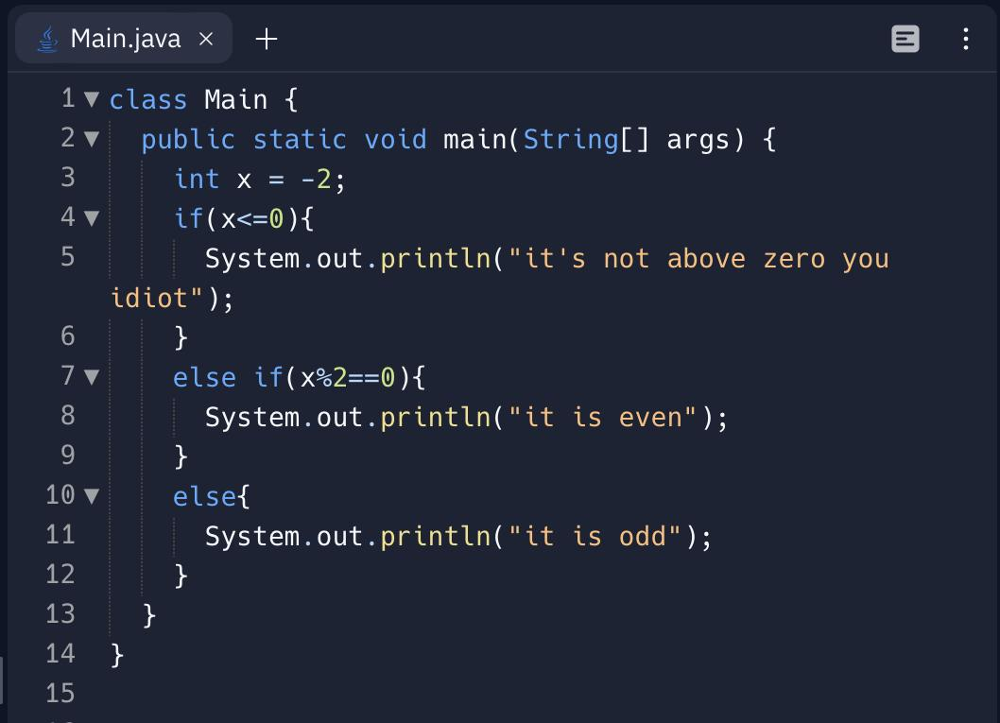 Main.java × +
1 ▼ class Main {
2 ▼   public static void main(String[] args) {
3       int x = -2;
4 ▼     if(x<=0){
5         System.out.println("it's not above zero you
idiot");
6       }
7 ▼     else if(x%2==0){
8         System.out.println("it is even");
9       }
10 ▼    else{
11        System.out.println("it is odd");
12      }
13    }
14  }
15